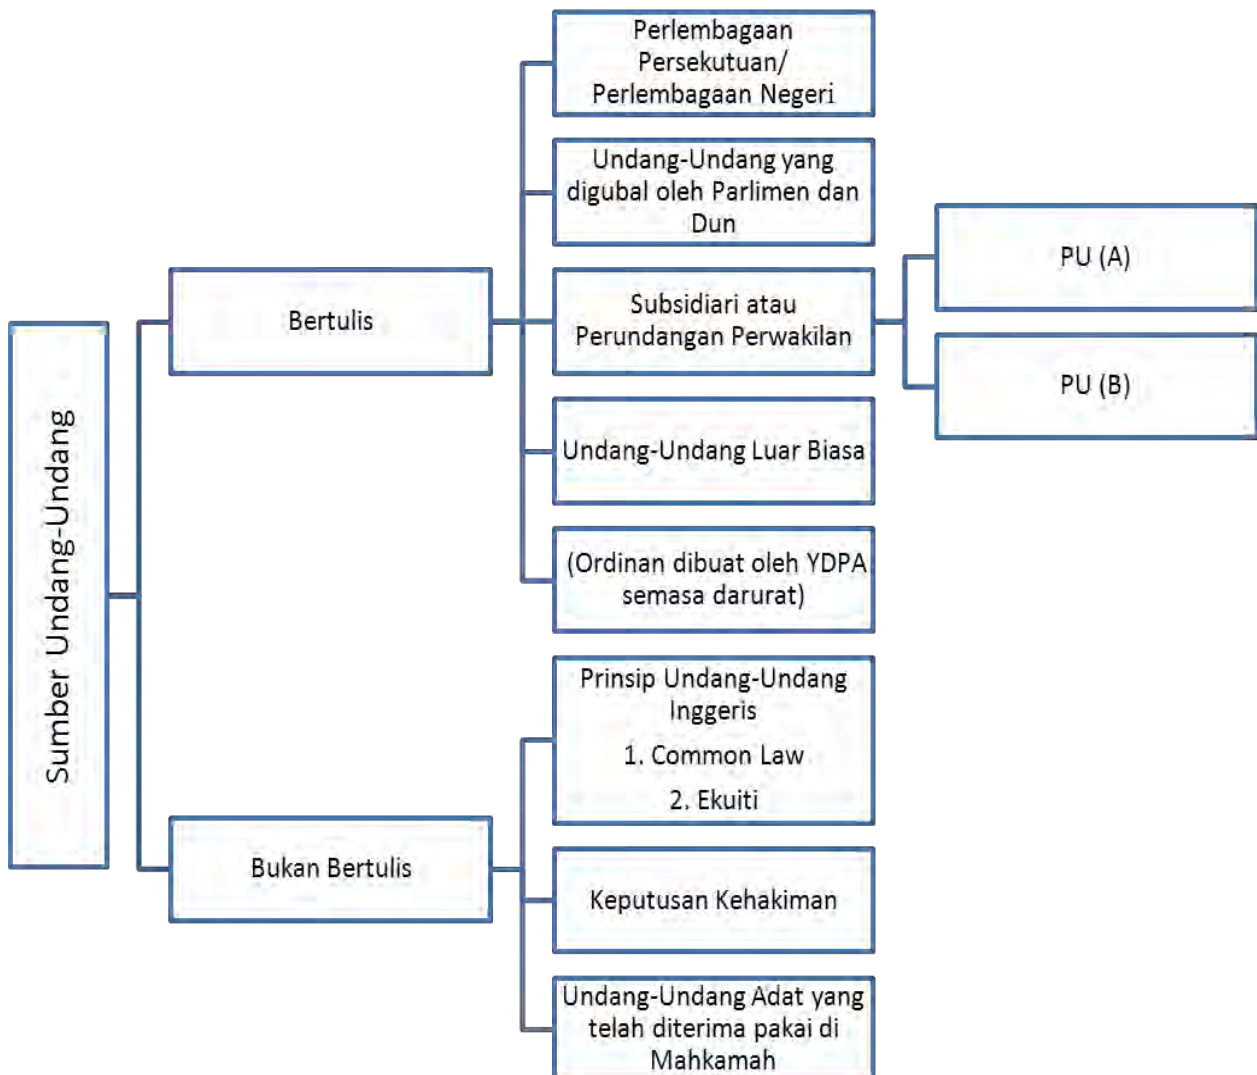 Sumber Undang-Undang
Bertulis
Perlembagaan
Persekutuan/
Perlembagaan Negeri
Undang-Undang yang
digubal oleh Parlimen dan
Dun
Subsidiari atau
Perundangan Perwakilan
PU (A)
PU (B)
Undang-Undang Luar Biasa
(Ordinan dibuat oleh YDPA
semasa darurat)
Bukan Bertulis
Prinsip Undang-Undang
Inggeris
1. Common Law
2. Ekuiti
Keputusan Kehakiman
Undang-Undang Adat yang
telah diterima pakai di
Mahkamah